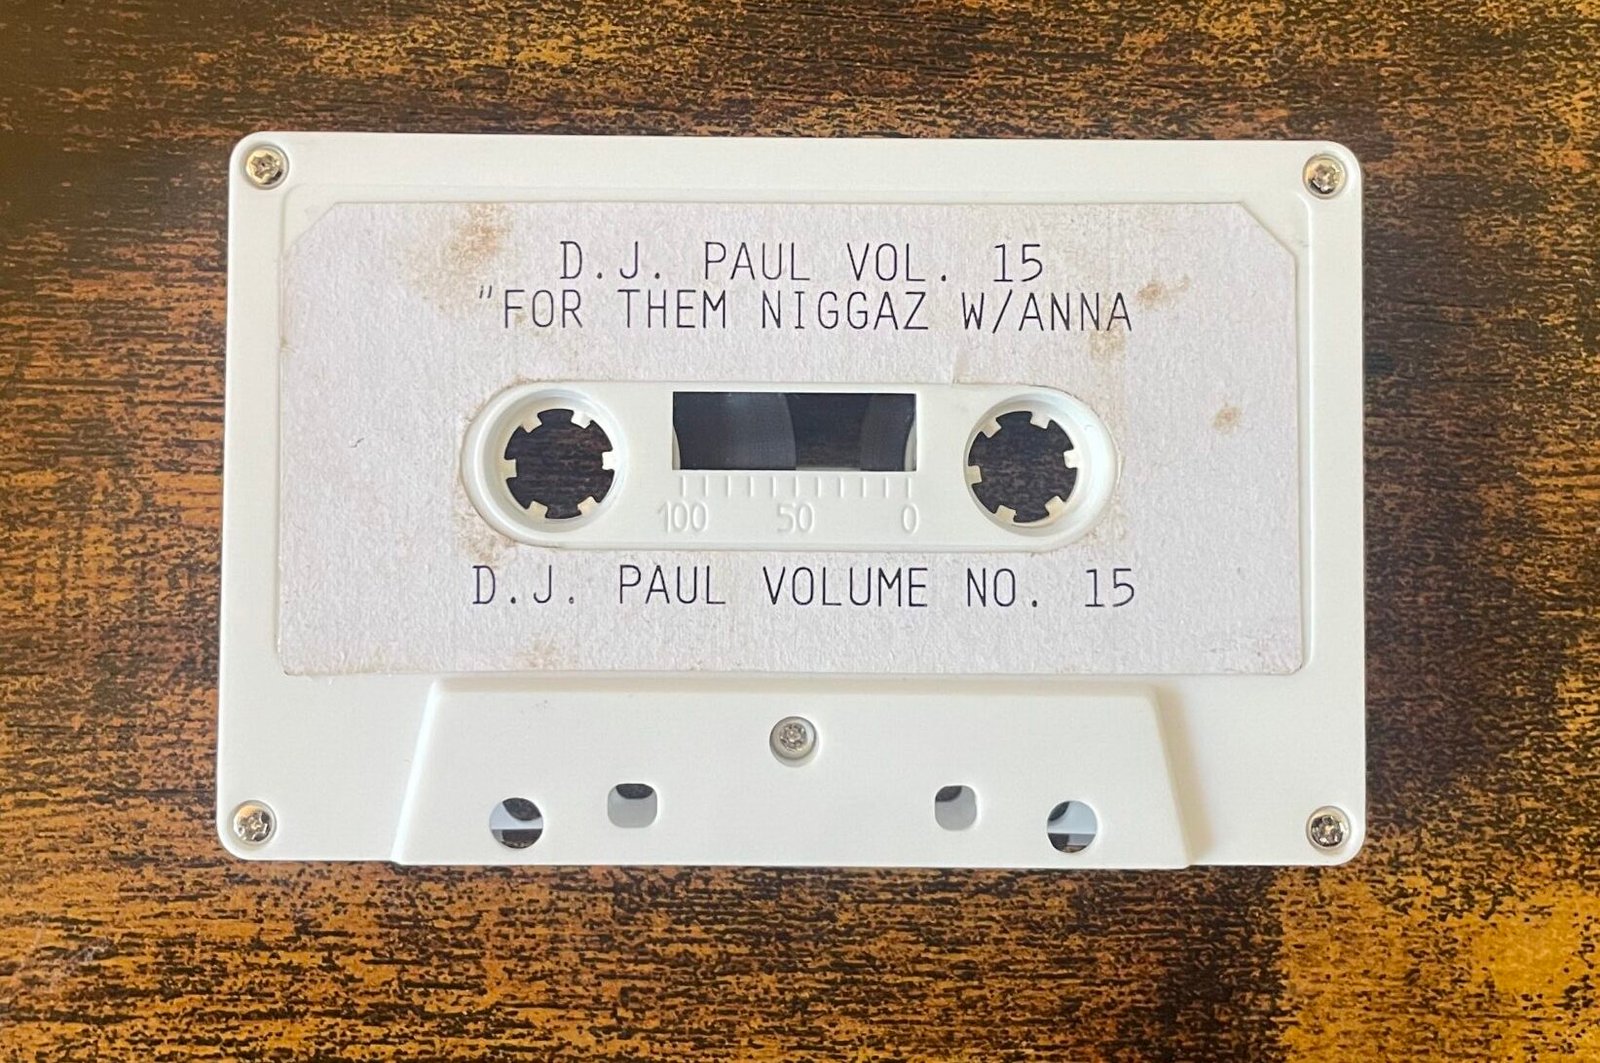 D.J. PAUL VOL. 15
"FOR THEM NIGGAZ W/ANNA
100 50 0
D.J. PAUL VOLUME NO. 15